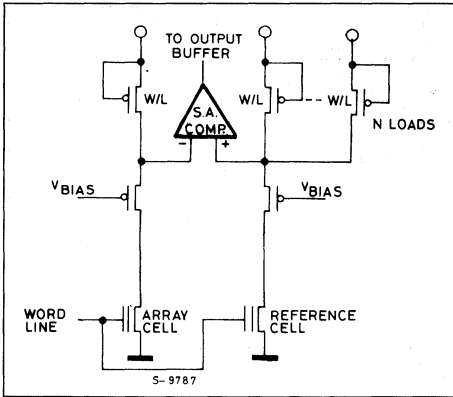 TO OUTPUT
BUFFER
W/L
S.A.
COMP.
- +
W/L
W/L
N LOADS
VBIAS
VBIAS
WORD
LINE
ARRAY
CELL
REFERENCE
CELL
S-9787